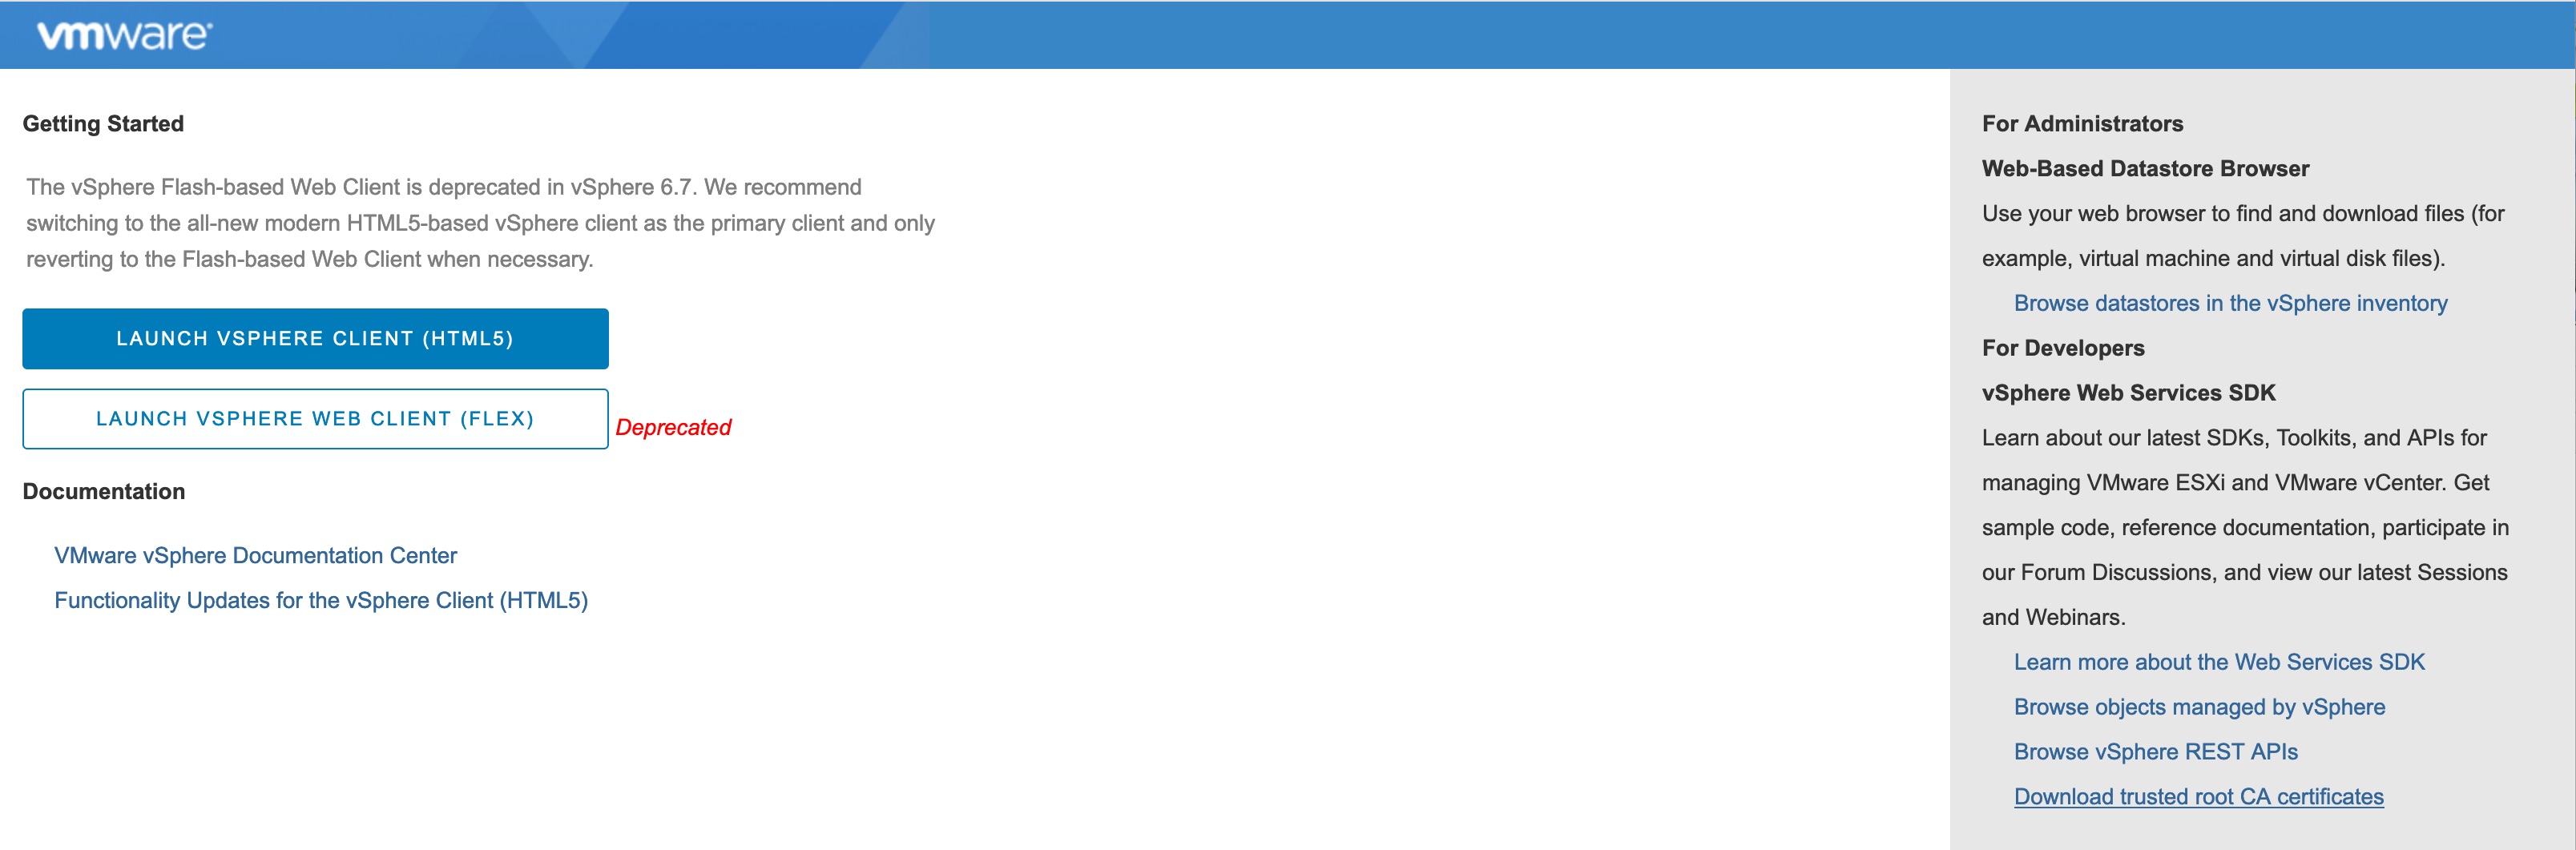 vmware
Getting Started
The vSphere Flash-based Web Client is deprecated in vSphere 6.7. We recommend
switching to the all-new modern HTML5-based vSphere client as the primary client and only
reverting to the Flash-based Web Client when necessary.
LAUNCH VSPHERE CLIENT (HTML5)
LAUNCH VSPHERE WEB CLIENT (FLEX)
Deprecated
Documentation
VMware vSphere Documentation Center
Functionality Updates for the vSphere Client (HTML5)
For Administrators
Web-Based Datastore Browser
Use your web browser to find and download files (for
example, virtual machine and virtual disk files).
Browse datastores in the vSphere inventory
For Developers
vSphere Web Services SDK
Learn about our latest SDKs, Toolkits, and APIs for
managing VMware ESXi and VMware vCenter. Get
sample code, reference documentation, participate in
our Forum Discussions, and view our latest Sessions
and Webinars.
Learn more about the Web Services SDK
Browse objects managed by vSphere
Browse vSphere REST APIs
Download trusted root CA certificates